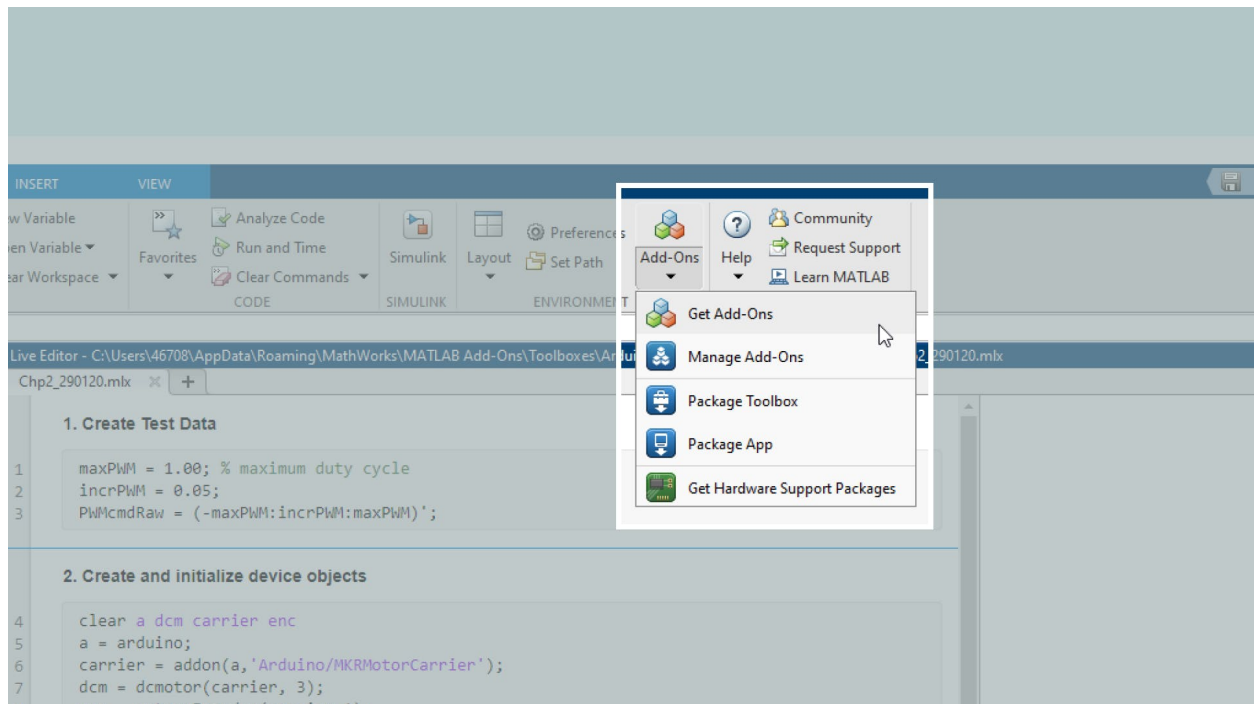 INSERT VIEW
w Variable
en Variable
ear Workspace
Favorites
Analyze Code
Run and Time
Clear Commands
CODE
Simulink
SIMULINK
Layout
Preferences
Set Path
ENVIRONMENT
Add-Ons
Help
Community
Request Support
Learn MATLAB
Get Add-Ons
Manage Add-Ons
Package Toolbox
Package App
Get Hardware Support Packages
Live Editor - C:\Users\46708\AppData\Roaming\MathWorks\MATLAB Add-Ons\Toolboxes\Ardui
2_290120.mlx
Chp2_290120.mlx
1. Create Test Data
1 maxPWM = 1.00; % maximum duty cycle
2 incrPWM = 0.05;
3 PWMcmdRaw = (-maxPWM:incrPWM:maxPWM)';
2. Create and initialize device objects
4 clear a dcm carrier enc
5 a = arduino;
6 carrier = addon(a,'Arduino/MKRMotorCarrier');
7 dcm = dcmotor(carrier, 3);